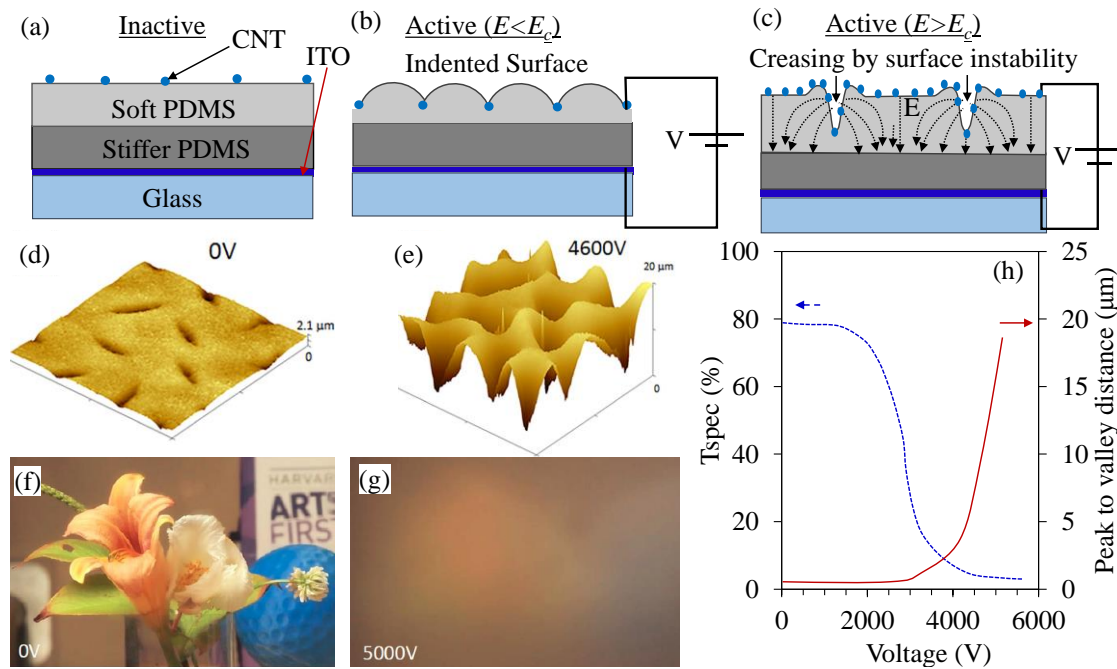 (a)
Inactive
CNT
ITO
Soft PDMS
Stiffer PDMS
Glass
(b)
Active (E<Ec)
Indented Surface
V
(c)
Active (E>Ec)
Creasing by surface instability
E
V
(d)
0V
2.1 µm
0
(e)
4600V
20 µm
0
(f)
HARVAR
ARTS
FIRST
0V
(g)
5000V
(h)
100
80
60
40
20
0
Tspec (%)
25
20
15
10
5
0
Peak to valley distance (µm)
0
2000
4000
6000
Voltage (V)